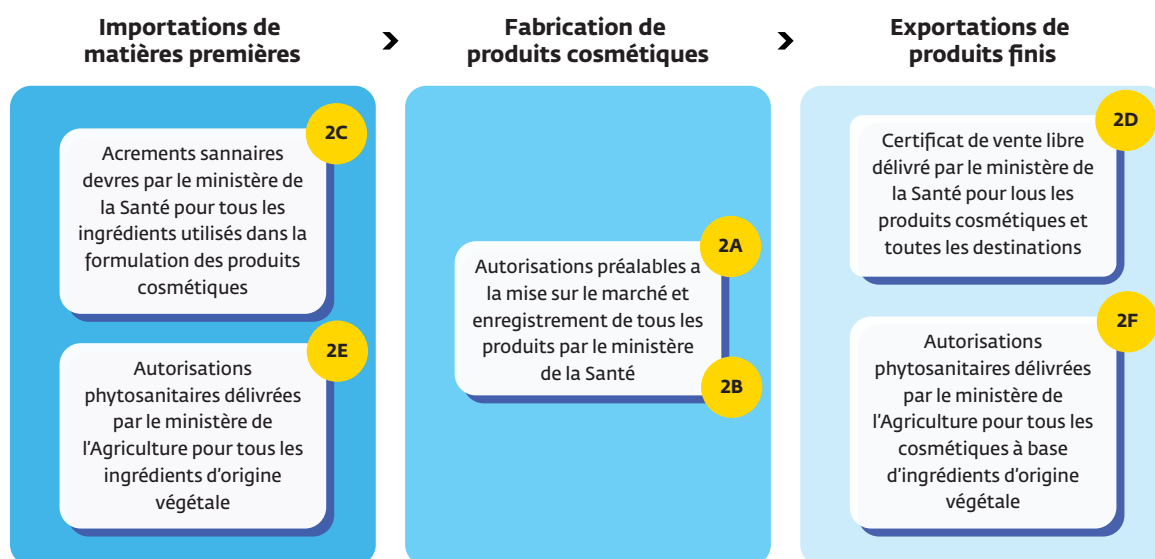 Importations de
matières premières
›
Fabrication de
produits cosmétiques
›
Exportations de
produits finis
2C
Acrements sannaires
devres par le ministère de
la Santé pour tous les
ingrédients utilisés dans la
formulation des produits
cosmétiques
2E
Autorisations
phytosanitaires délivrées
par le ministère de
l'Agriculture pour tous les
ingrédients d'origine
végétale
2A
Autorisations préalables a
la mise sur le marché et
enregistrement de tous les
produits par le ministère
de la Santé
2B
2D
Certificat de vente libre
délivré par le ministère de
la Santé pour lous les
produits cosmétiques et
toutes les destinations
2F
Autorisations
phytosanitaires délivrées
par le ministère de
l'Agriculture pour tous les
cosmétiques à base
d'ingrédients d'origine
végétale